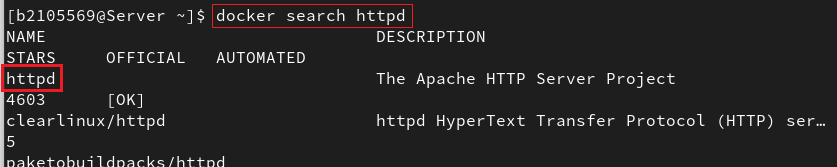 [b2105569@Server ~]$ docker search httpd
NAME DESCRIPTION
STARS OFFICIAL AUTOMATED
httpd The Apache HTTP Server Project
4603 [OK]
clearlinux/httpd httpd HyperText Transfer Protocol (HTTP) ser…
5
paketobuildpacks/httpd